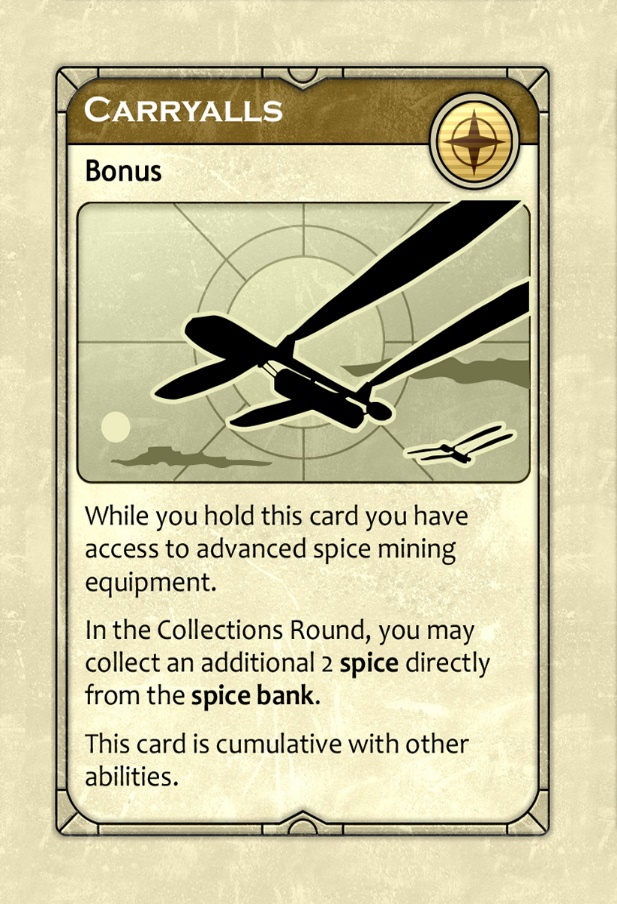 CARRYALLS
Bonus
While you hold this card you have
access to advanced spice mining
equipment.
In the Collections Round, you may
collect an additional 2 spice directly
from the spice bank.
This card is cumulative with other
abilities.